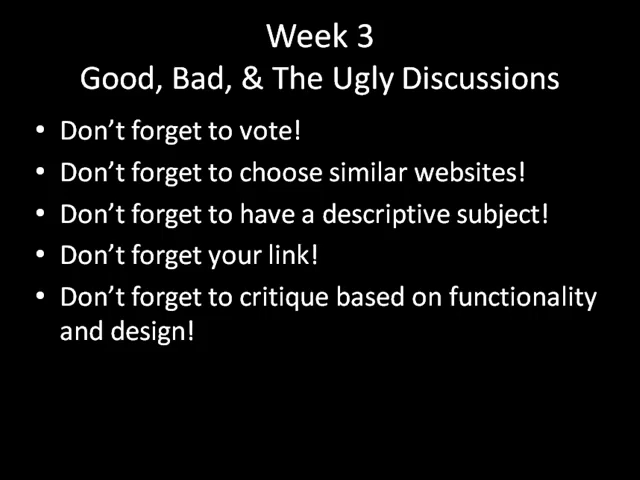 Week 3
Good, Bad, & The Ugly Discussions
• Don’t forget to vote!
• Don’t forget to choose similar websites!
• Don’t forget to have a descriptive subject!
• Don’t forget your link!
• Don’t forget to critique based on functionality
and design!